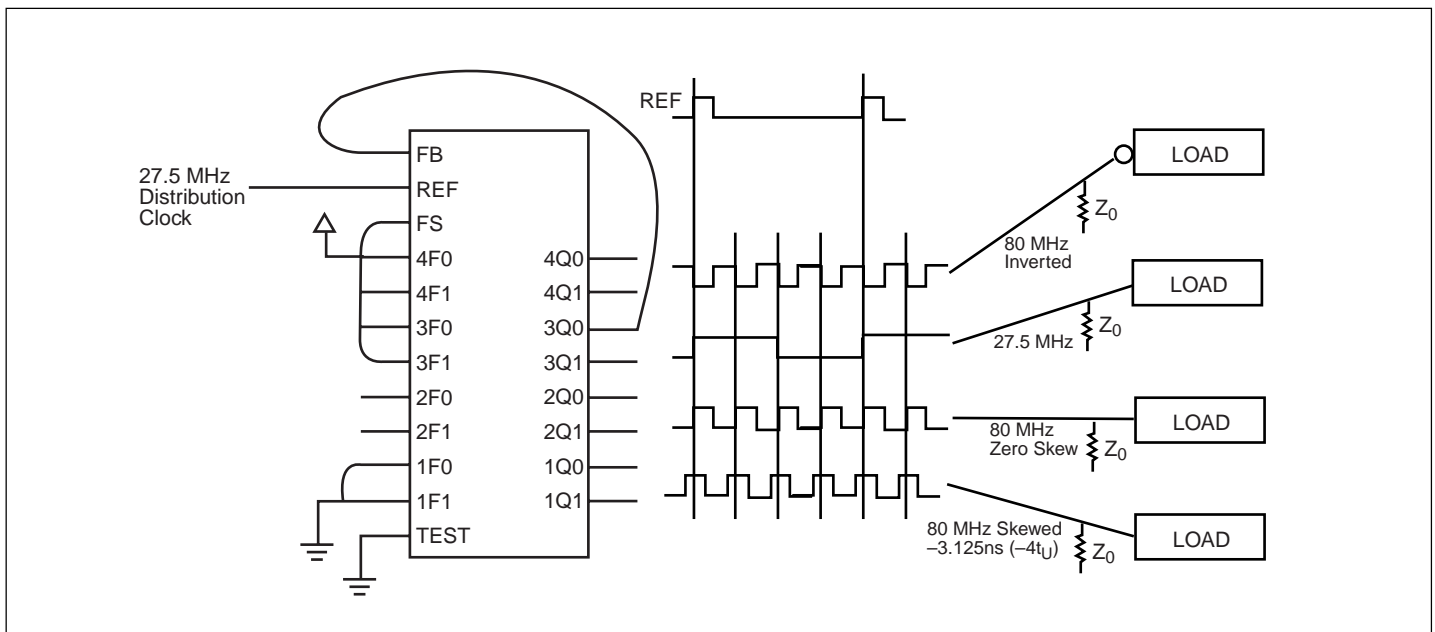 REF
FB
REF
FS
4F0
4F1
3F0
3F1
2F0
2F1
1F0
1F1
TEST
4Q0
4Q1
3Q0
3Q1
2Q0
2Q1
1Q0
1Q1
27.5 MHz
Distribution
Clock
LOAD
Z0
80 MHz
Inverted
LOAD
Z0
27.5 MHz
LOAD
80 MHz
Zero Skew
Z0
80 MHz Skewed
–3.125ns (–4tU)
Z0
LOAD